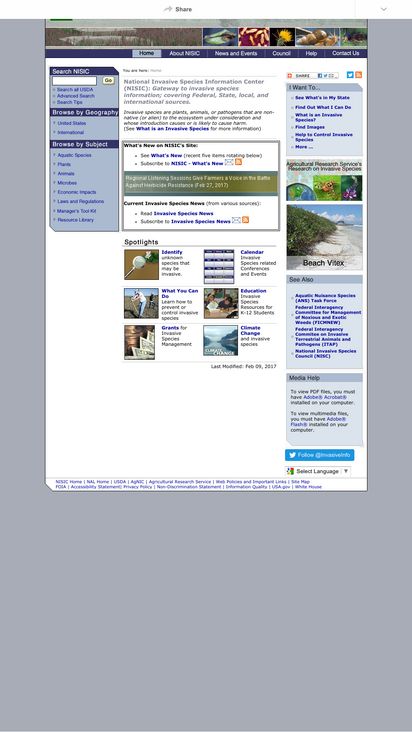 Share
Home
About NISIC
News and Events
Council
Help
Contact Us
Search NISIC
Go
Search all USDA
Advanced Search
Search Tips
Browse by Geography
United States
International
Browse by Subject
Aquatic Species
Plants
Animals
Microbes
Economic Impacts
Laws and Regulations
Manager's Tool Kit
Resource Library
You are here: Home
National Invasive Species Information Center
(NISIC): Gateway to invasive species
information; covering Federal, State, local, and
international sources.
Invasive species are plants, animals, or pathogens that are non-
native (or alien) to the ecosystem under consideration and
whose introduction causes or is likely to cause harm.
(See What is an Invasive Species for more information)
What's New on NISIC's Site:
See What's New (recent five items rotating below)
Subscribe to NISIC - What's New
Regional Listening Sessions Give Farmers a Voice in the Battle
Against Herbicide Resistance (Feb 27, 2017)
Current Invasive Species News (from various sources):
Read Invasive Species News
Subscribe to Invasive Species News
Spotlights
Identify
unknown
species that
may be
invasive.
Calendar
Invasive
Species related
Conferences
and Events
What You Can
Do
Learn how to
prevent or
control invasive
species
Education
Invasive
Species
Resources for
K-12 Students
Grants for
Invasive
Species
Management
CLIMATE
CHANGE
Climate
Change
and invasive
species
Last Modified: Feb 09, 2017
SHARE
I Want To...
See What's in My State
Find Out What I Can Do
What is an Invasive
Species?
Find Images
Help to Control Invasive
Species
More ...
Agricultural Research Service's
Research on Invasive Species
Beach Vitex
See Also
Aquatic Nuisance Species
(ANS) Task Force
Federal Interagency
Committee for Management
of Noxious and Exotic
Weeds (FICMNEW)
Federal Interagency
Committee on Invasive
Terrestrial Animals and
Pathogens (ITAP)
National Invasive Species
Council (NISC)
Media Help
To view PDF files, you must
have Adobe® Acrobat®
installed on your computer.
To view multimedia files,
you must have Adobe®
Flash® installed on your
computer.
Follow @InvasiveInfo
Select Language ▼
NISIC Home | NAL Home | USDA | AgNIC | Agricultural Research Service | Web Policies and Important Links | Site Map
FOIA | Accessibility Statement| Privacy Policy | Non-Discrimination Statement | Information Quality | USA.gov | White House